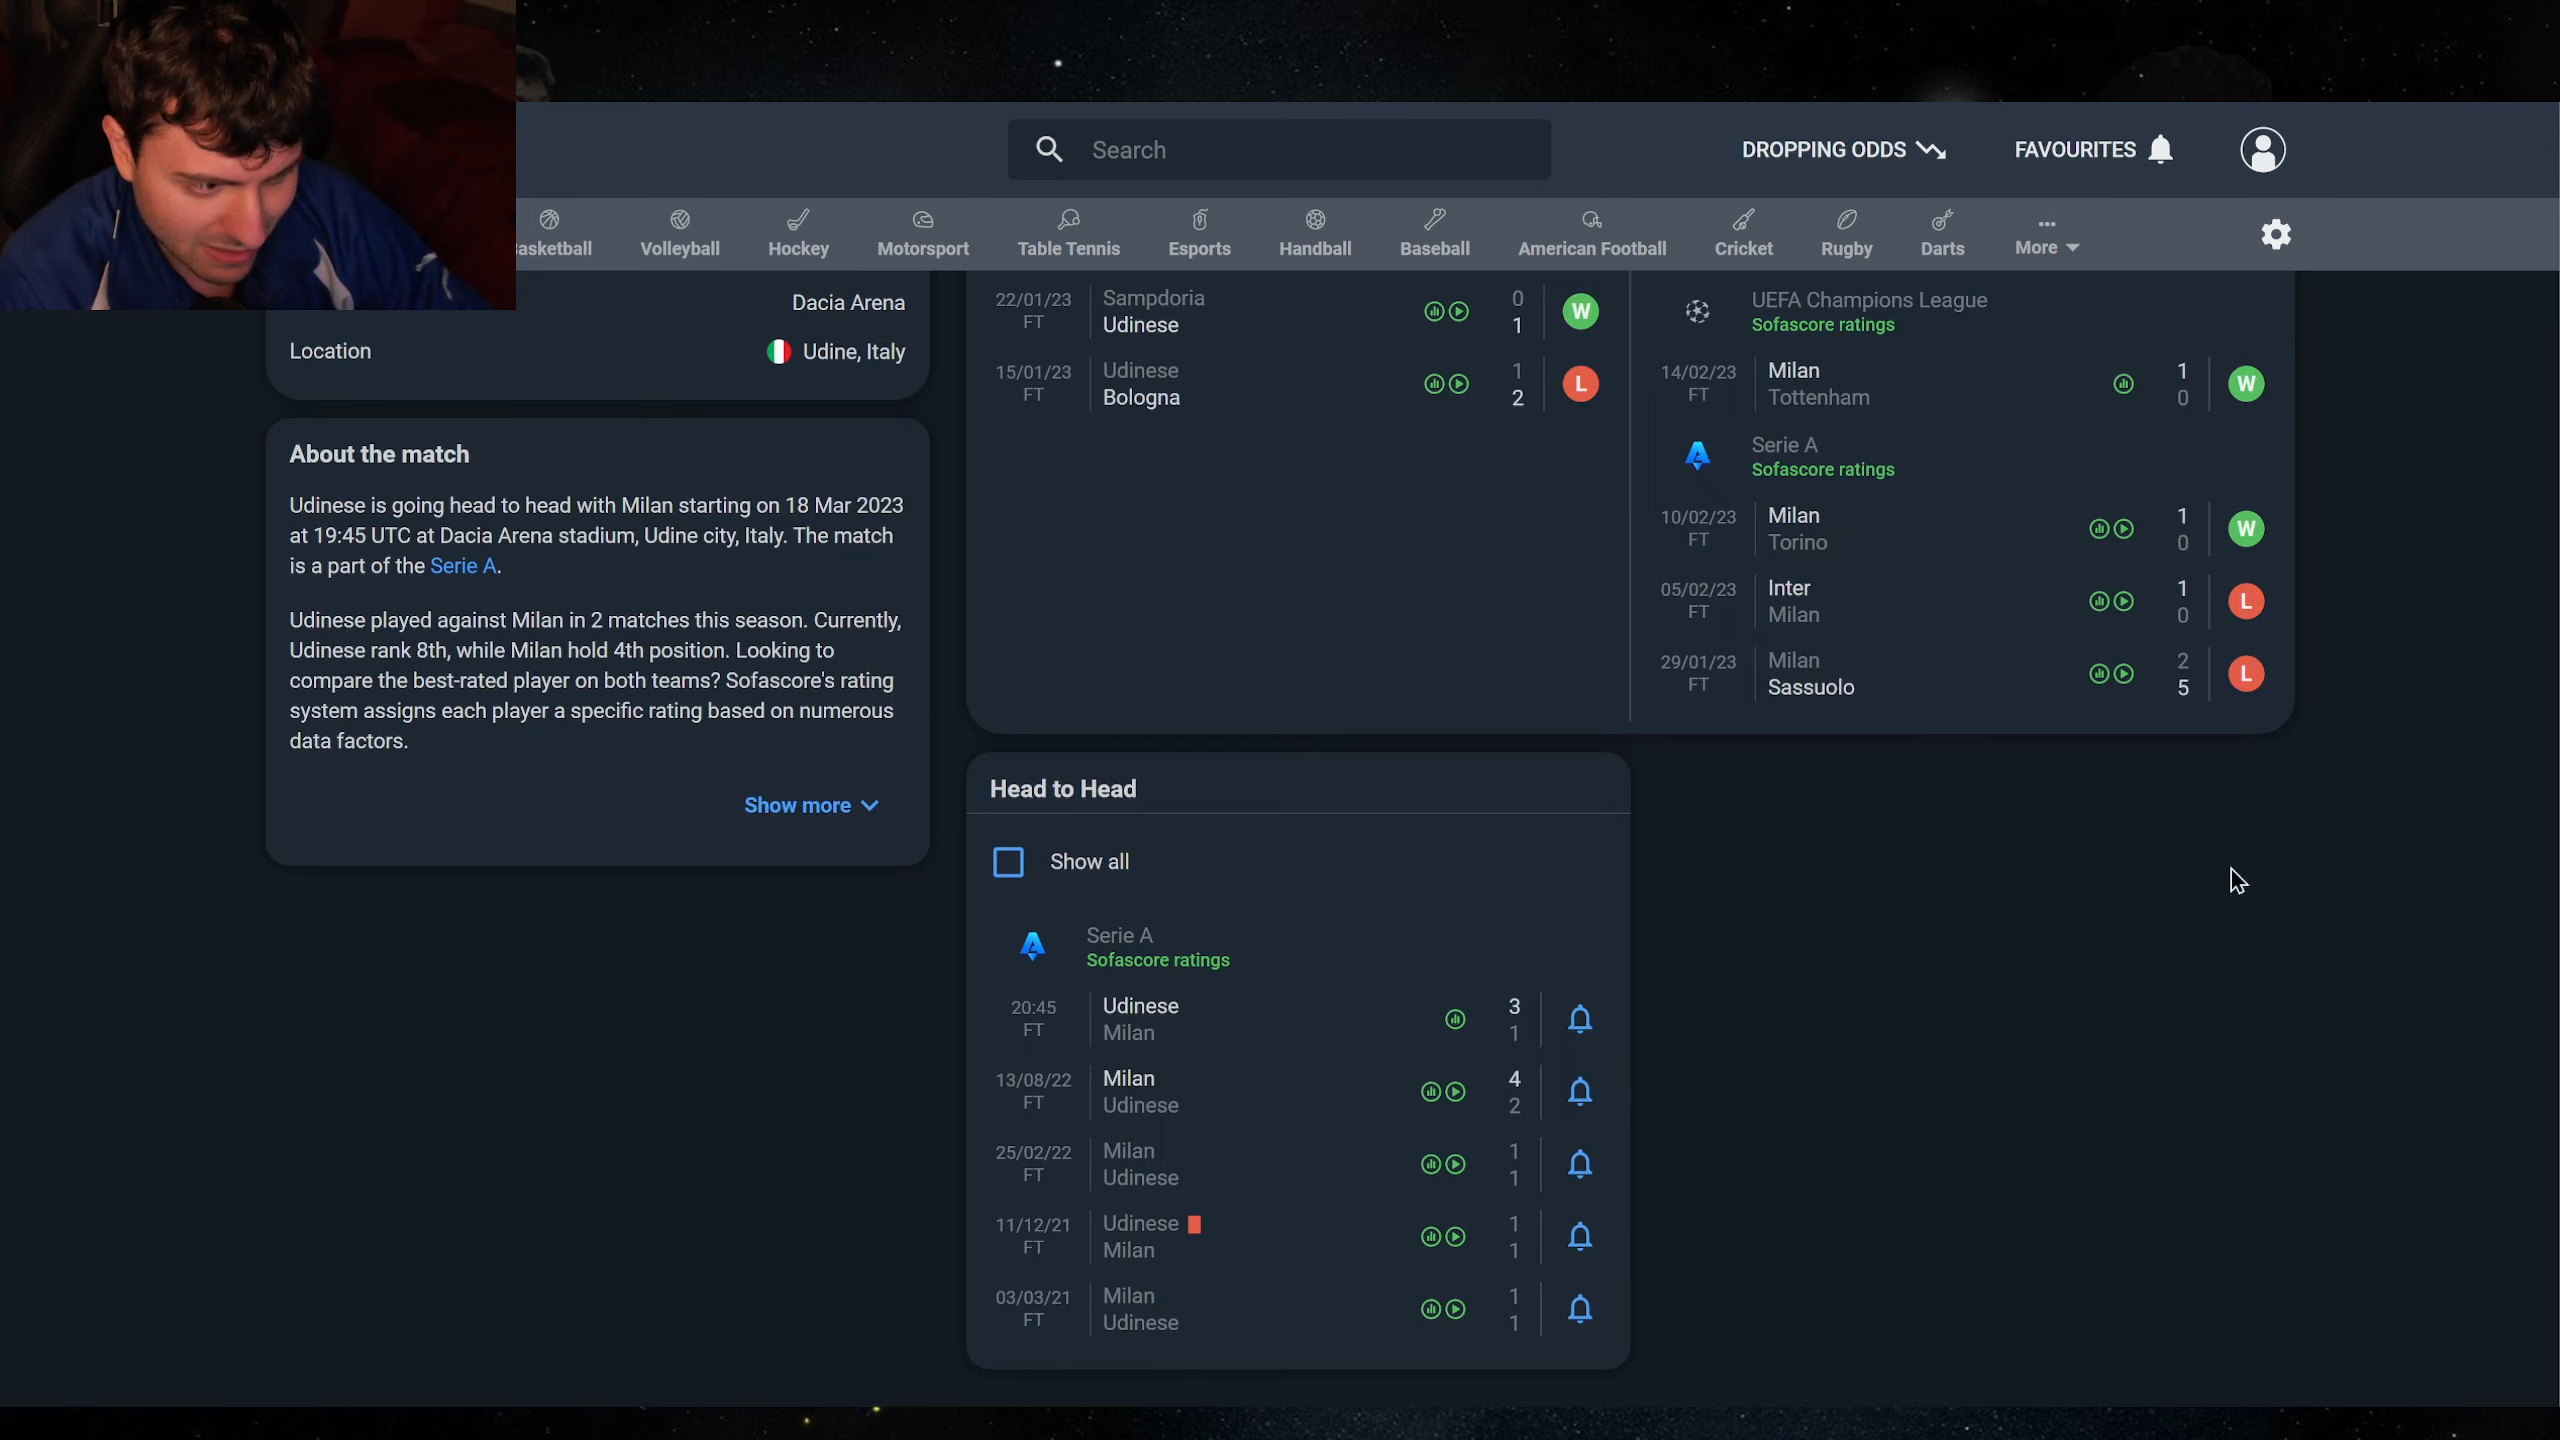 Search
DROPPING ODDS
FAVOURITES
asketball
Volleyball
Hockey
Motorsport
Table Tennis
Esports
Handball
Baseball
American Football
Cricket
Rugby
Darts
More
Dacia Arena
Location
Udine, Italy
About the match
Udinese is going head to head with Milan starting on 18 Mar 2023
at 19:45 UTC at Dacia Arena stadium, Udine city, Italy. The match
is a part of the Serie A.
Udinese played against Milan in 2 matches this season. Currently,
Udinese rank 8th, while Milan hold 4th position. Looking to
compare the best-rated player on both teams? Sofascore's rating
system assigns each player a specific rating based on numerous
data factors.
Show more
22/01/23 Sampdoria 0
FT Udinese 1 W
15/01/23 Udinese 1
FT Bologna 2 L
UEFA Champions League
Sofascore ratings
14/02/23 Milan 1
FT Tottenham 0 W
Serie A
Sofascore ratings
10/02/23 Milan 1
FT Torino 0 W
05/02/23 Inter 1
FT Milan 0 L
29/01/23 Milan 2
FT Sassuolo 5 L
Head to Head
Show all
Serie A
Sofascore ratings
20:45 Udinese 3
FT Milan 1
13/08/22 Milan 4
FT Udinese 2
25/02/22 Milan 1
FT Udinese 1
11/12/21 Udinese 1
FT Milan 1
03/03/21 Milan 1
FT Udinese 1